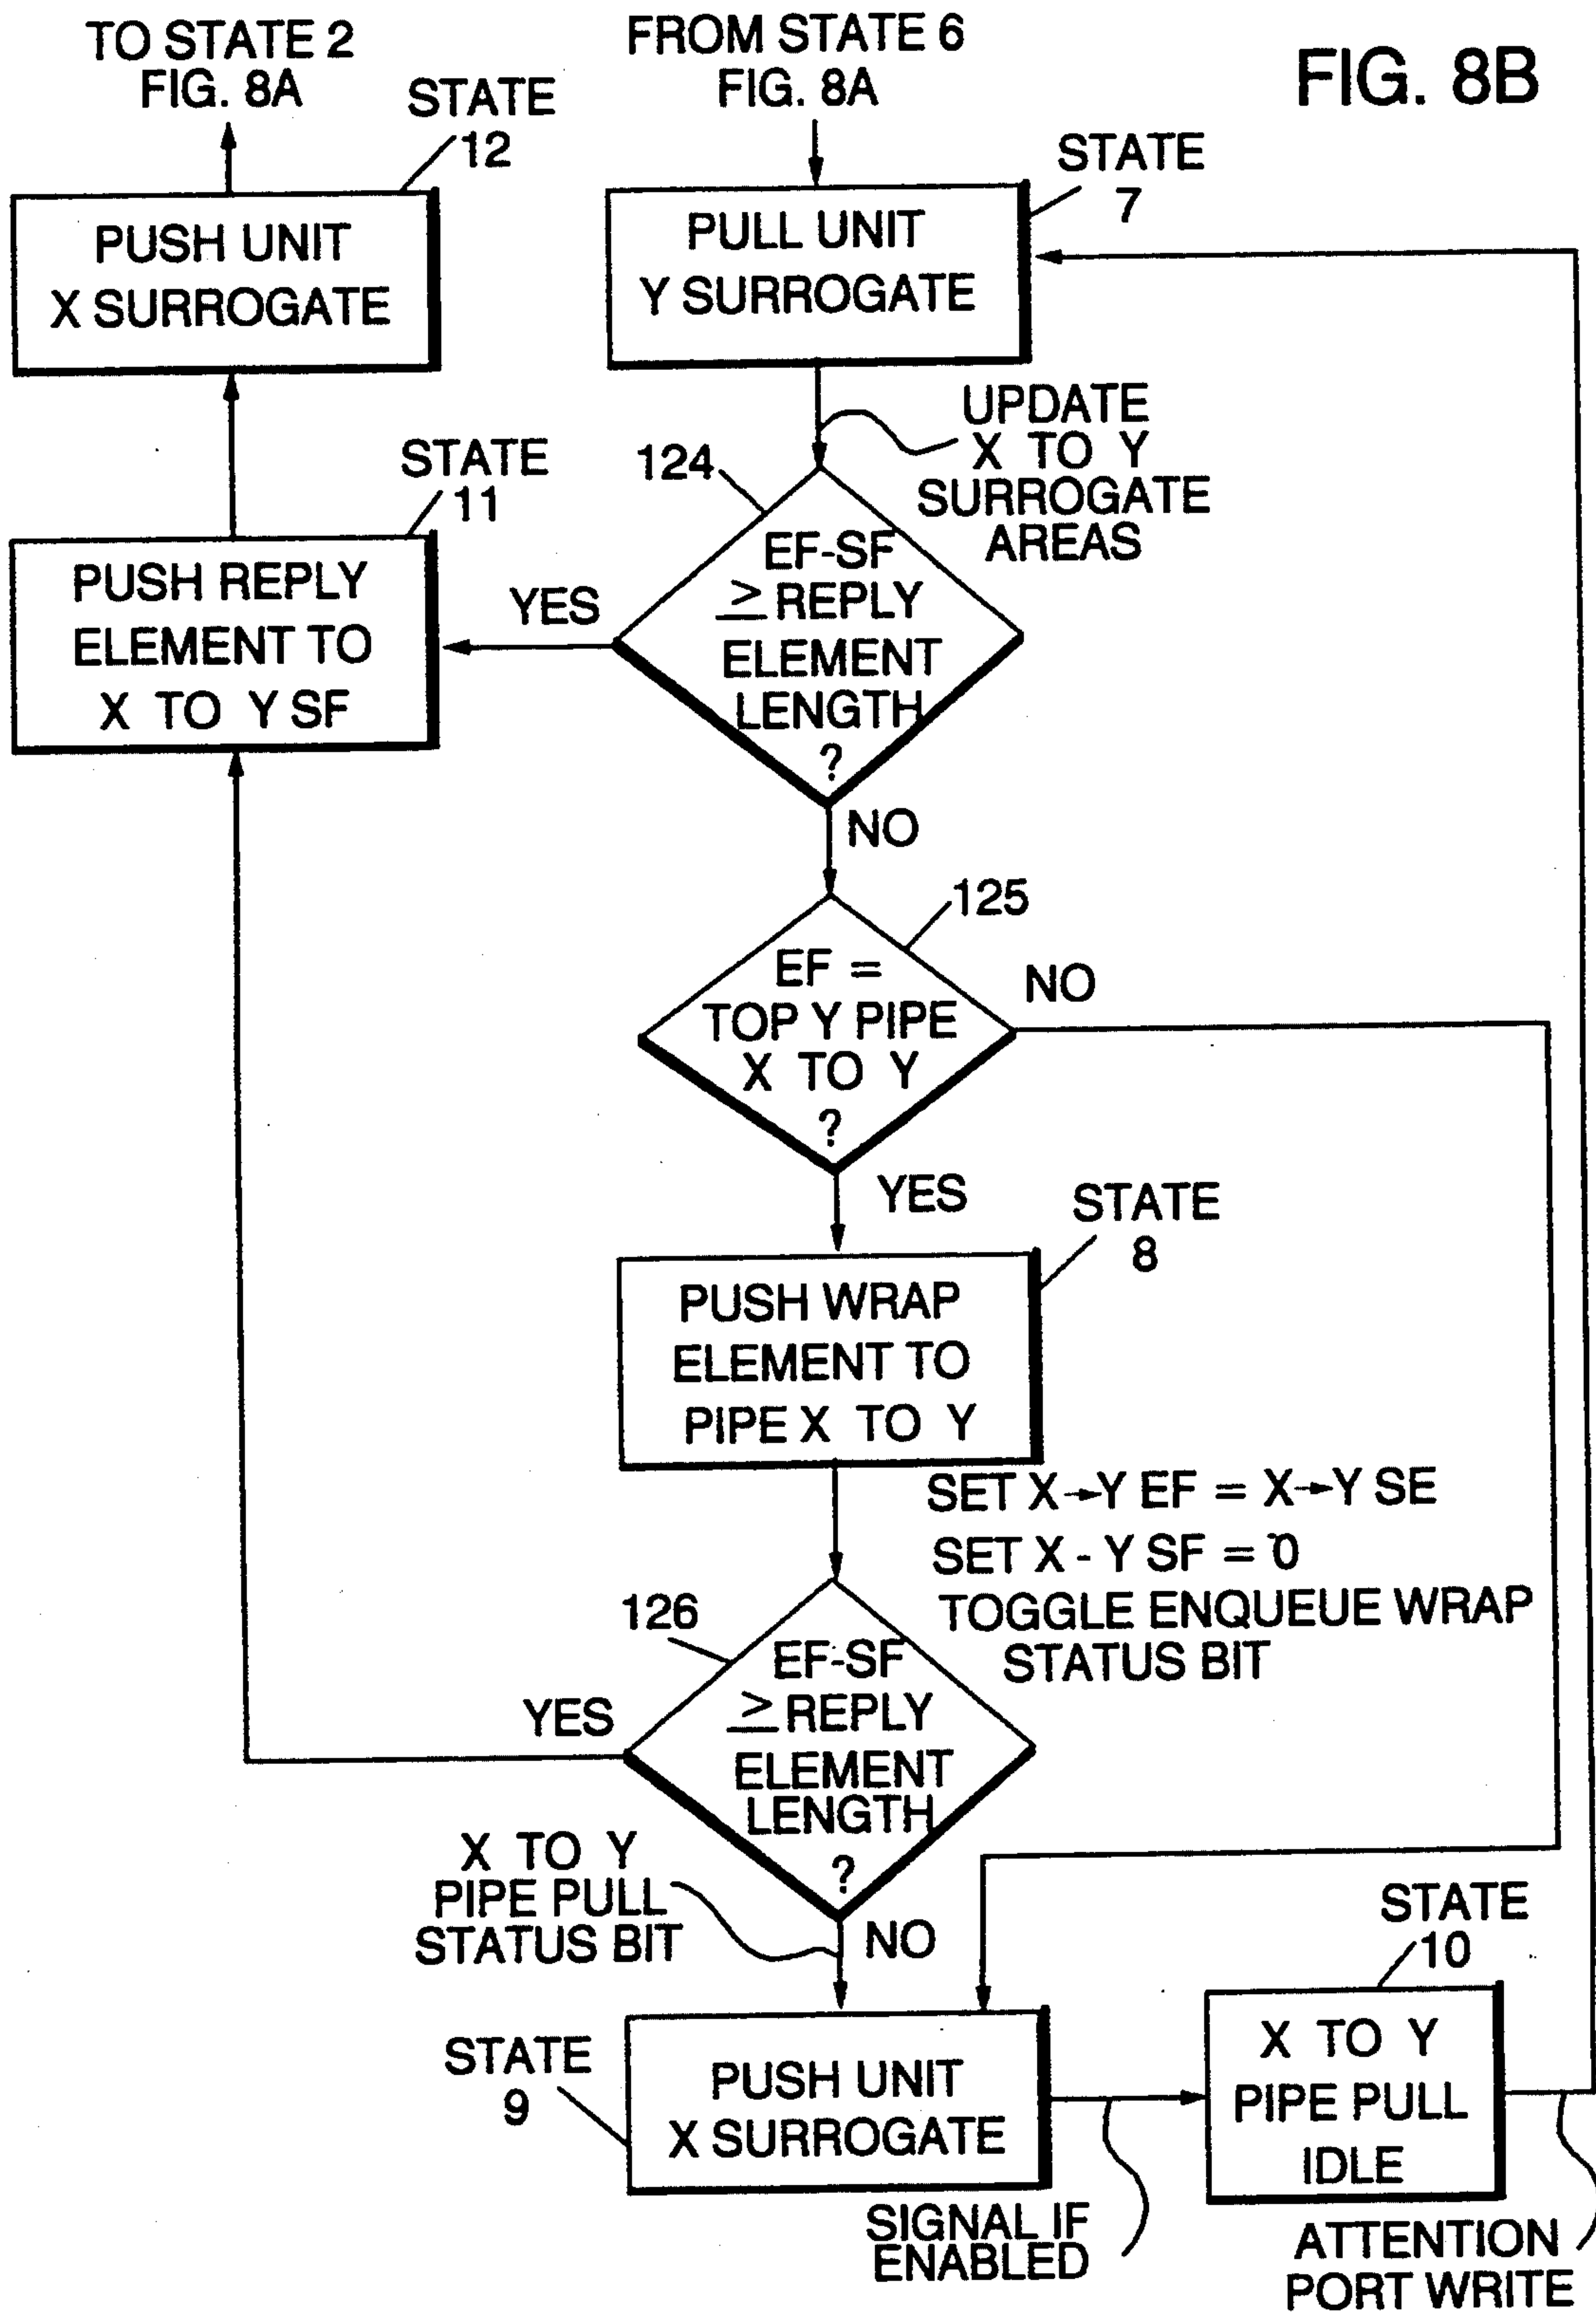 TO STATE 2
FIG. 8A
FROM STATE 6
FIG. 8A
FIG. 8B
STATE
12
PUSH UNIT
X SURROGATE
STATE
7
PULL UNIT
Y SURROGATE
UPDATE
X TO Y
SURROGATE
AREAS
STATE
11
PUSH REPLY
ELEMENT TO
X TO Y SF
YES
124
EF-SF
≥ REPLY
ELEMENT
LENGTH
?
NO
125
EF =
TOP Y PIPE
X TO Y
?
NO
YES
STATE
8
PUSH WRAP
ELEMENT TO
PIPE X TO Y
SET X→Y EF = X→Y SE
SET X - Y SF = 0
TOGGLE ENQUEUE WRAP
STATUS BIT
126
EF-SF
≥ REPLY
ELEMENT
LENGTH
?
YES
X TO Y
PIPE PULL
STATUS BIT
NO
STATE
9
PUSH UNIT
X SURROGATE
SIGNAL IF
ENABLED
STATE
10
X TO Y
PIPE PULL
IDLE
ATTENTION
PORT WRITE